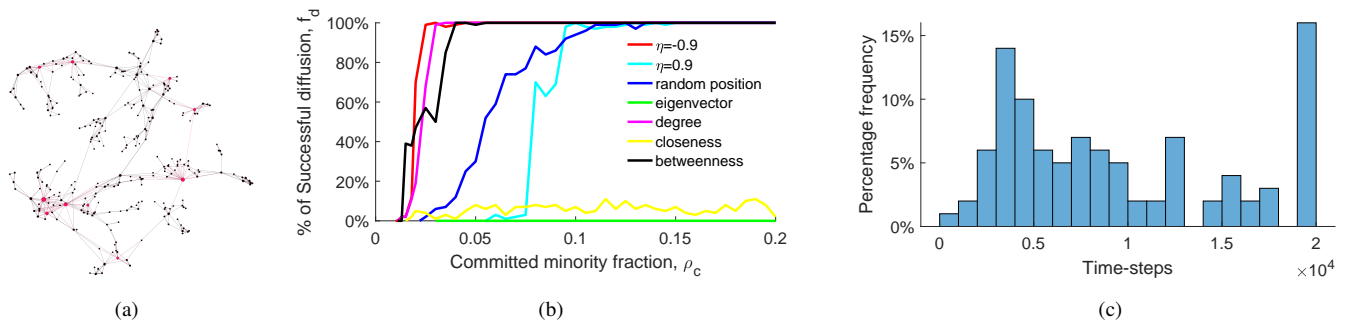 (a)
% of Successful diffusion, f_d
100%
80%
60%
40%
20%
0%
0
0.05
0.1
0.15
0.2
Committed minority fraction, ρ_c
η=-0.9
η=0.9
random position
eigenvector
degree
closeness
betweenness
(b)
Percentage frequency
15%
10%
5%
0%
0
0.5
1
1.5
2
×10^4
Time-steps
(c)